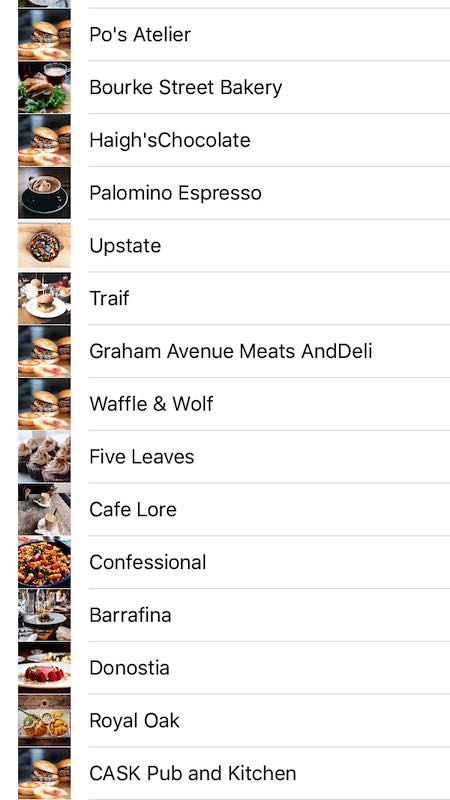 Po's Atelier
Bourke Street Bakery
Haigh'sChocolate
Palomino Espresso
Upstate
Traif
Graham Avenue Meats AndDeli
Waffle & Wolf
Five Leaves
Cafe Lore
Confessional
Barrafina
Donostia
Royal Oak
CASK Pub and Kitchen